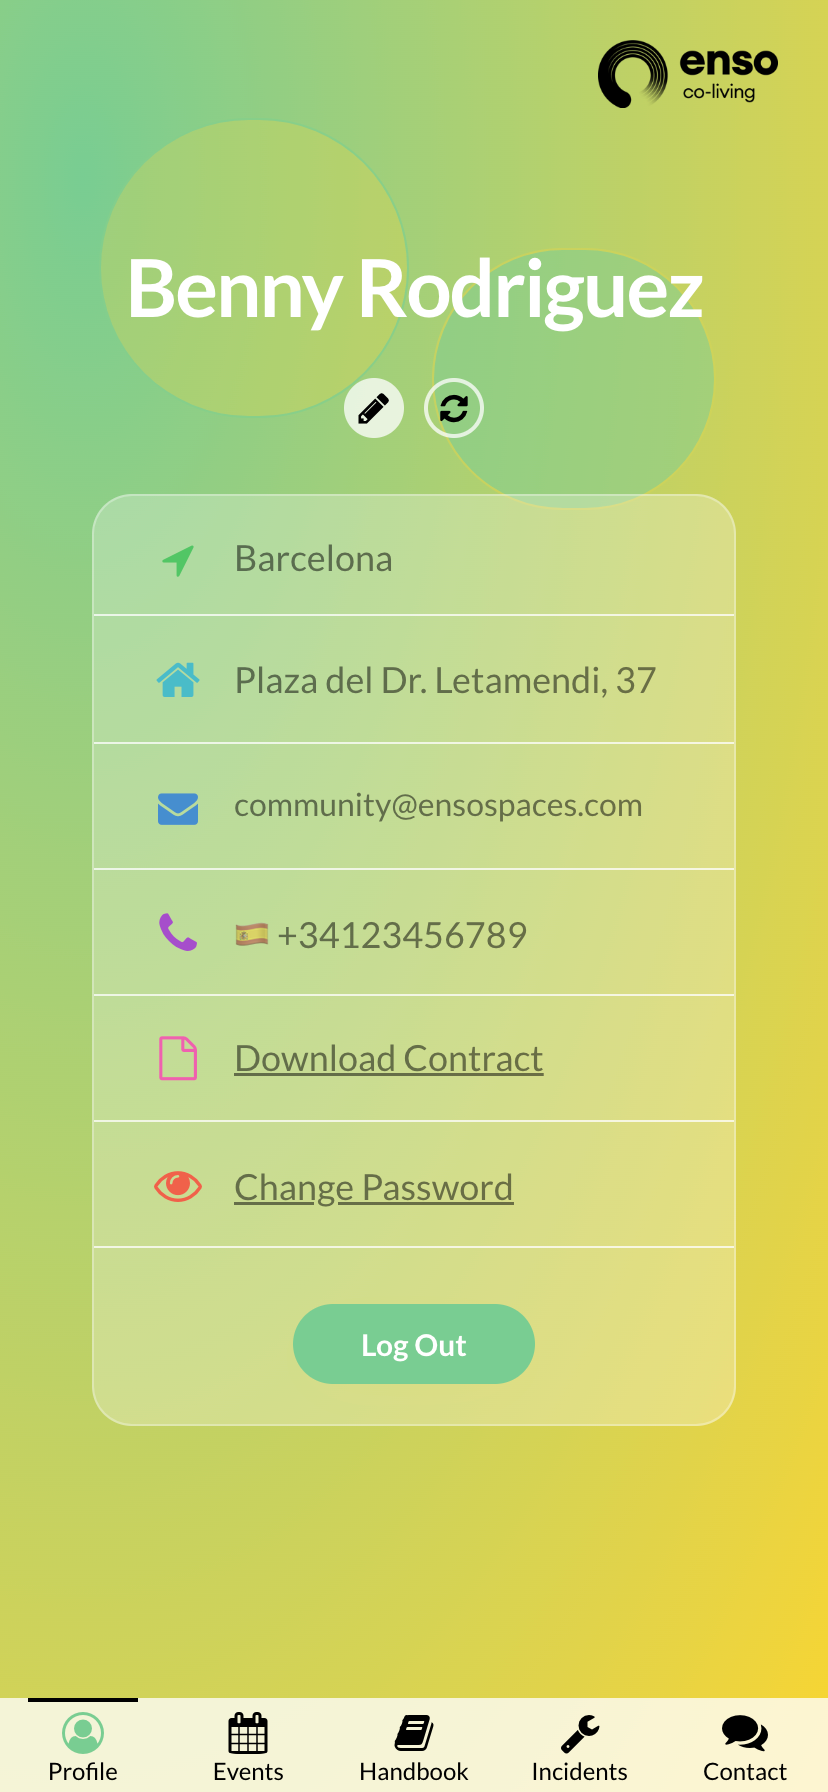 enso
co-living
Benny Rodriguez
Barcelona
Plaza del Dr. Letamendi, 37
community@ensospaces.com
+34123456789
Download Contract
Change Password
Log Out
Profile Events Handbook Incidents Contact